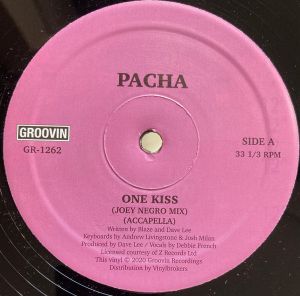 PACHA
GROOVIN
GR-1262
SIDE A
33 1/3 RPM
ONE KISS
(JOEY NEGRO MIX)
(ACCAPELLA)
Written by Blaze and Dave Lee
Keyboards by Andrew Livingstone & Josh Milan
Produced by Dave Lee / Vocals by Debbie French
Licensed courtesy of Z Records Ltd
This vinyl © 2020 Groovin Recordings
Distribution by Vinylbrokers